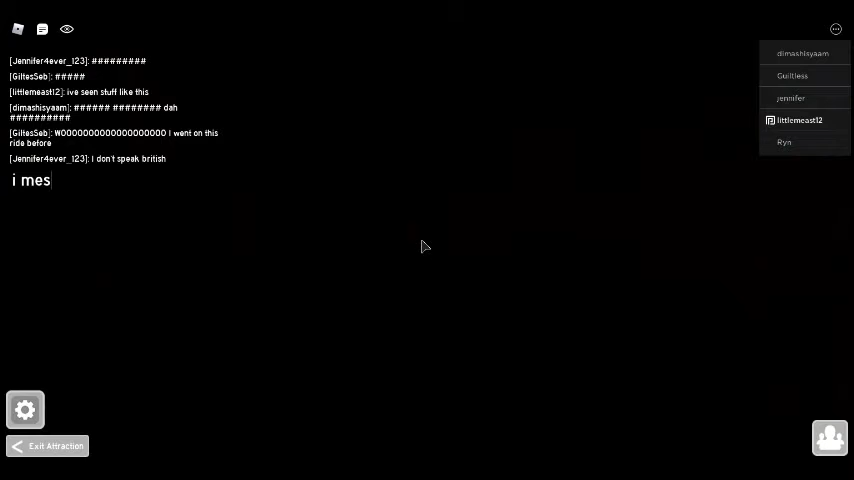 [Jennifer4ever_123]: #########
[GiltesSeb]: #####
[littlemeast12]: ive seen stuff like this
[dimashisyaam]: ###### ######## dah
##########
[GiltesSeb]: WOOOOOOOOOOOOOOOOO I went on this
ride before
[Jennifer4ever_123]: I don't speak british
i mes
dimashisyaam
Guiltless
jennifer
littlemeast12
Ryn
Exit Attraction